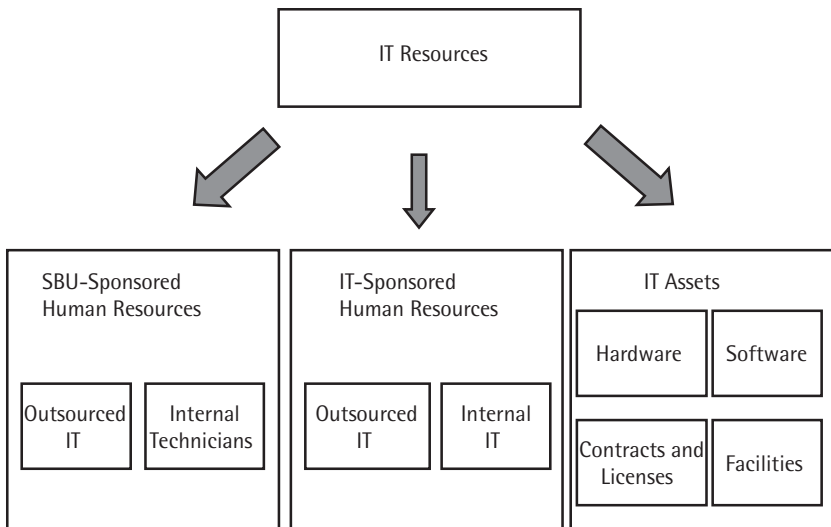 IT Resources
SBU-Sponsored
Human Resources
Outsourced
IT
Internal
Technicians
IT-Sponsored
Human Resources
Outsourced
IT
Internal
IT
IT Assets
Hardware
Software
Contracts and
Licenses
Facilities